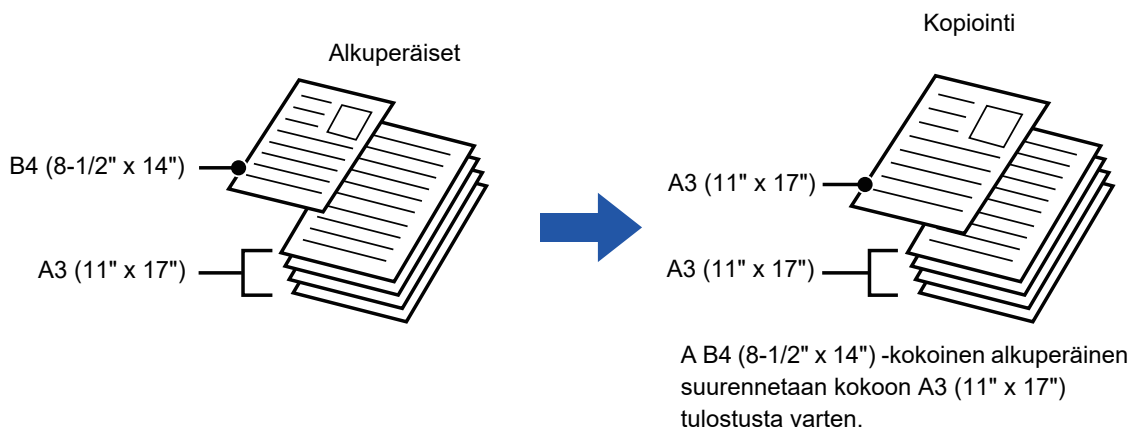 Alkuperäiset
B4 (8-1/2" x 14")
A3 (11" x 17")
Kopiointi
A3 (11" x 17")
A3 (11" x 17")
A B4 (8-1/2" x 14") -kokoinen alkuperäinen
suurennetaan kokoon A3 (11" x 17")
tulostusta varten.